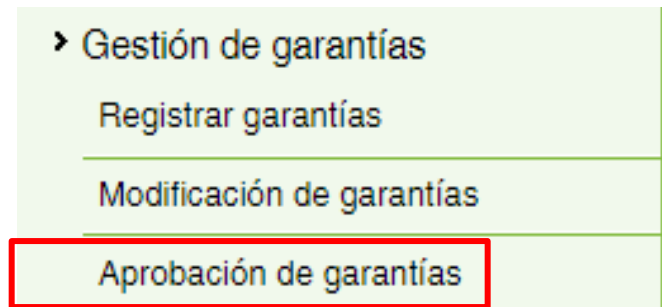 Gestión de garantías
Registrar garantías
Modificación de garantías
Aprobación de garantías